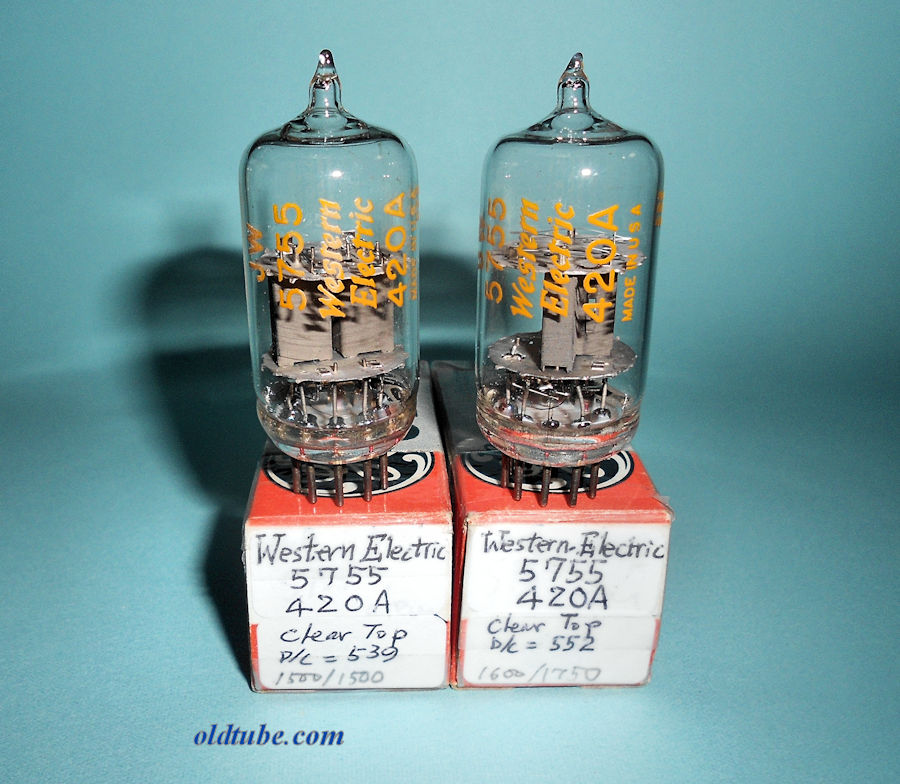 JW
5755
Western
Electric
420A
5755
Western
Electric
420A
MADE IN USA
Western Electric
5755
420A
Clear Top
D/C = 539
1500/1500
Western Electric
5755
420A
Clear Top
D/C = 552
1600/1750
oldtube.com